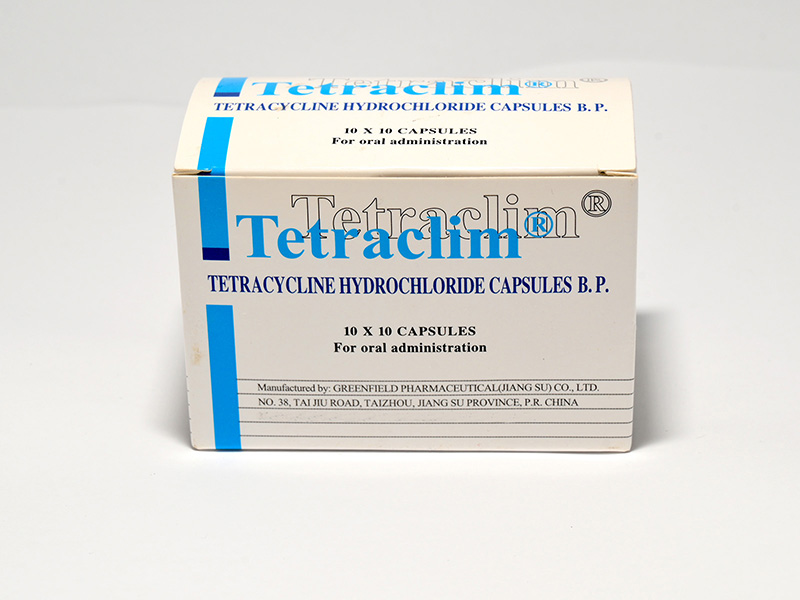 Tetraclim®
TETRACYCLINE HYDROCHLORIDE CAPSULES B. P.
10 X 10 CAPSULES
For oral administration
Tetraclim®
Tetraclim®
TETRACYCLINE HYDROCHLORIDE CAPSULES B. P.
10 X 10 CAPSULES
For oral administration
Manufactured by: GREENFIELD PHARMACEUTICAL(JIANG SU) CO., LTD.
NO. 38, TAI JIU ROAD, TAIZHOU, JIANG SU PROVINCE, P.R. CHINA